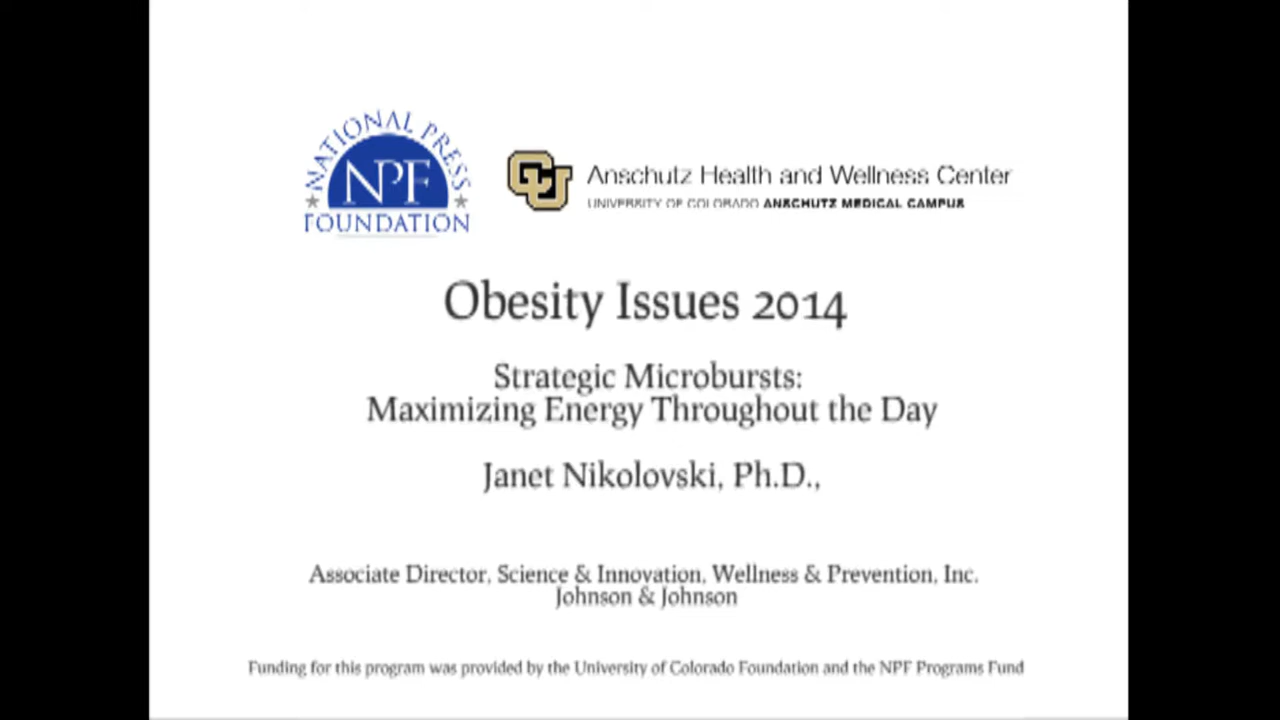 NATIONAL PRESS
NPF
FOUNDATION
CU
Anschutz Health and Wellness Center
UNIVERSITY OF COLORADO ANSCHUTZ MEDICAL CAMPUS
Obesity Issues 2014
Strategic Microbursts:
Maximizing Energy Throughout the Day
Janet Nikolovski, Ph.D.,
Associate Director, Science & Innovation, Wellness & Prevention, Inc.
Johnson & Johnson
Funding for this program was provided by the University of Colorado Foundation and the NPF Programs Fund